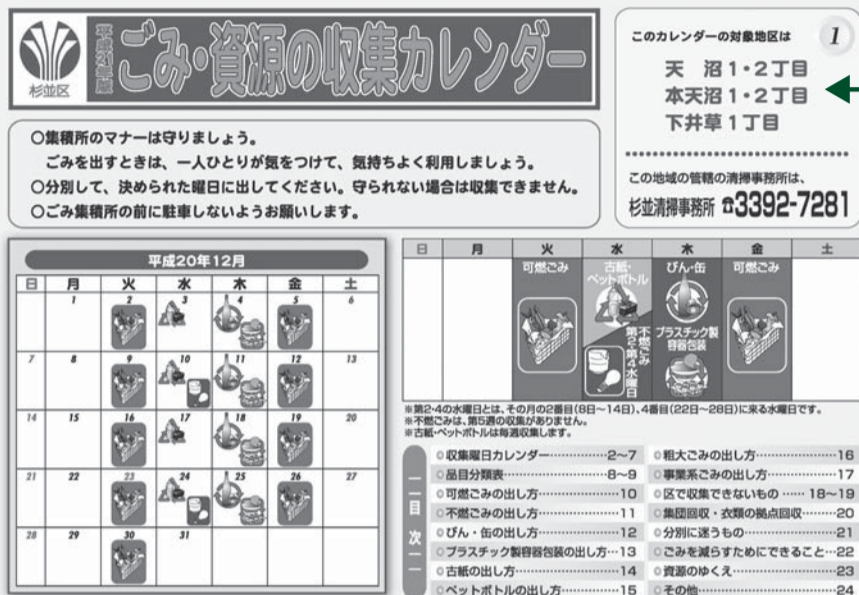 杉並区
平成21年版
ごみ・資源の収集カレンダー
このカレンダーの対象地区は
1
天 沼 1・2丁目
本天沼 1・2丁目
下井草 1丁目
この地域の管轄の清掃事務所は、
杉並清掃事務所 ☎3392-7281
○集積所のマナーは守りましょう。
ごみを出すときは、一人ひとりが気をつけて、気持ちよく利用しましょう。
○分別して、決められた曜日に出してください。守られない場合は収集できません。
○ごみ集積所の前に駐車しないようお願いします。
平成20年12月
日 月 火 水 木 金 土
1 2 3 4 5 6
7 8 9 10 11 12 13
14 15 16 17 18 19 20
21 22 23 24 25 26 27
28 29 30 31
日 月 火 水 木 金 土
可燃ごみ
古紙・
ペットボトル
不燃ごみ
第2・第4水曜日
びん・缶
プラスチック製
容器包装
可燃ごみ
※第2・4の水曜日とは、その月の2番目(8日〜14日)、4番目(22日〜28日)に来る水曜日です。
※不燃ごみは、第5週の収集がありません。
※古紙・ペットボトルは毎週収集します。
目次
◎収集曜日カレンダー……………2〜7
◎品目分類表………………………8〜9
◎可燃ごみの出し方………………10
◎不燃ごみの出し方………………11
◎びん・缶の出し方………………12
◎プラスチック製容器包装の出し方…13
◎古紙の出し方……………………14
◎ペットボトルの出し方…………15
◎粗大ごみの出し方………………16
◎事業系ごみの出し方……………17
◎区で収集できないもの……18〜19
◎集団回収・衣類の拠点回収……20
◎分別に迷うもの…………………21
◎ごみを減らすためにできること…22
◎資源のゆくえ……………………23
◎その他……………………………24